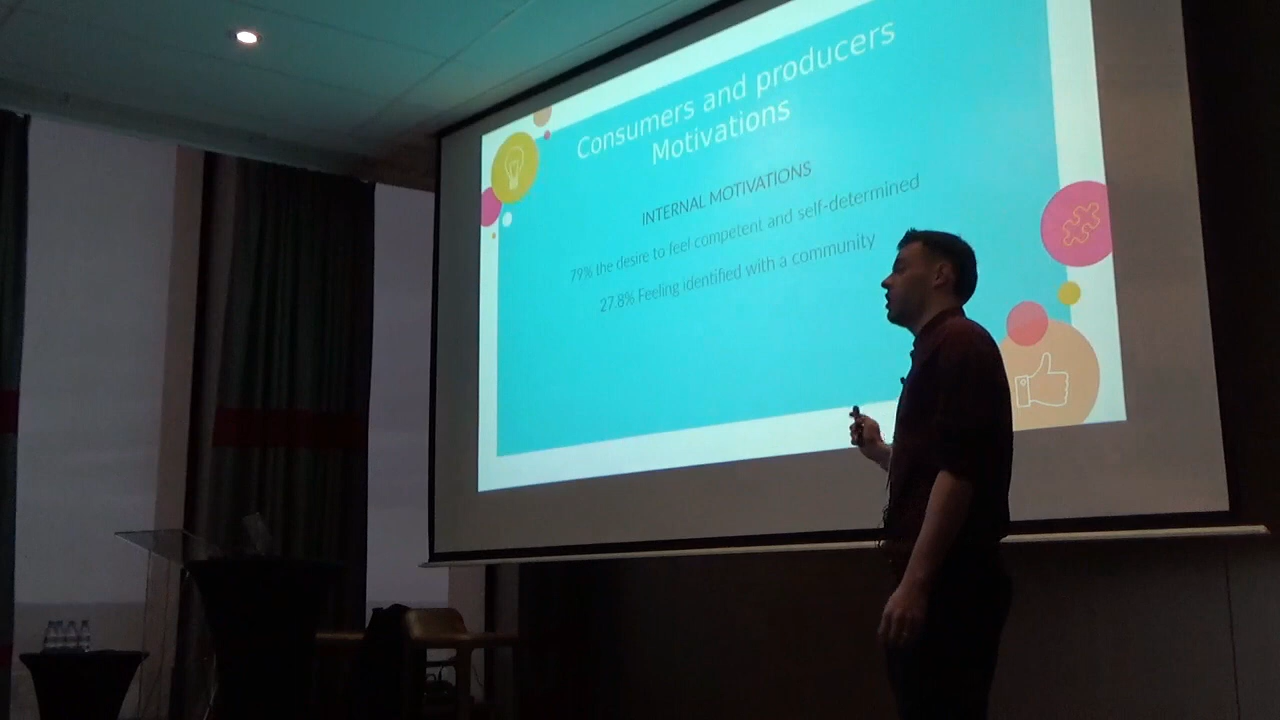 Consumers and producers
Motivations
INTERNAL MOTIVATIONS
79% the desire to feel competent and self-determined
27.8% Feeling identified with a community